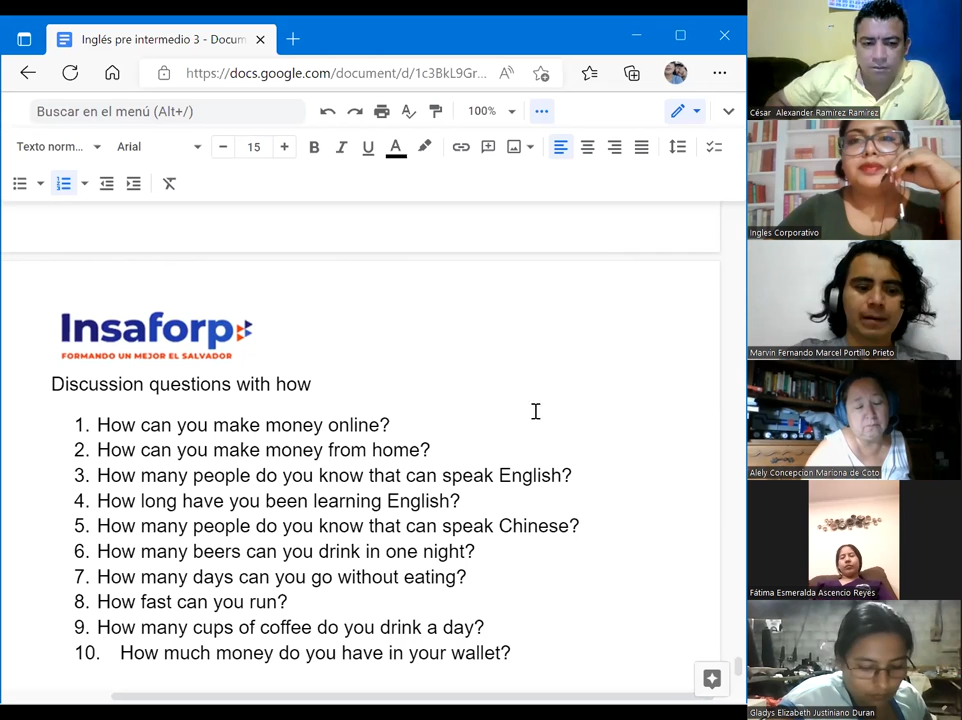 Inglés pre intermedio 3 - Docum
https://docs.google.com/document/d/1c3BkL9Gr...
Buscar en el menú (Alt+/)
100%
Texto norm...
Arial
15
Insaforp
FORMANDO UN MEJOR EL SALVADOR
Discussion questions with how
1. How can you make money online?
2. How can you make money from home?
3. How many people do you know that can speak English?
4. How long have you been learning English?
5. How many people do you know that can speak Chinese?
6. How many beers can you drink in one night?
7. How many days can you go without eating?
8. How fast can you run?
9. How many cups of coffee do you drink a day?
10. How much money do you have in your wallet?
César Alexander Ramírez Ramírez
Ingles Corporativo
Marvin Fernando Marcel Portillo Prieto
Alely Concepcion Mariona de Coto
Fátima Esmeralda Ascencio Reyes
Gladys Elizabeth Justiniano Duran